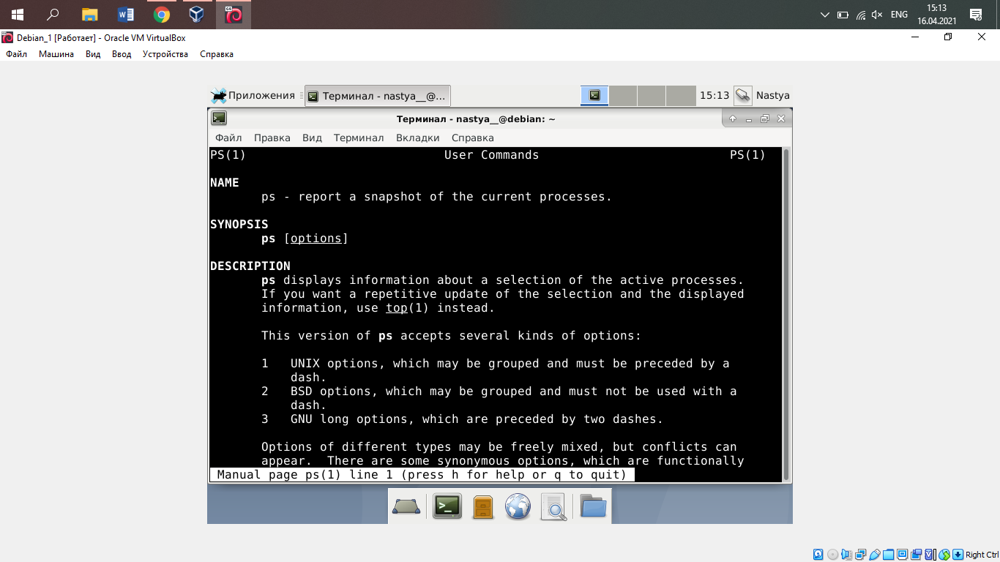 ENG
15:13
16.04.2021
Debian_1 [Работает] - Oracle VM VirtualBox
Файл Машина Вид Ввод Устройства Справка
Приложения Терминал - nastya__@... 15:13 Nastya
Терминал - nastya__@debian: ~
Файл Правка Вид Терминал Вкладки Справка
PS(1) User Commands PS(1)
NAME
ps - report a snapshot of the current processes.
SYNOPSIS
ps [options]
DESCRIPTION
ps displays information about a selection of the active processes.
If you want a repetitive update of the selection and the displayed
information, use top(1) instead.
This version of ps accepts several kinds of options:
1 UNIX options, which may be grouped and must be preceded by a
dash.
2 BSD options, which may be grouped and must not be used with a
dash.
3 GNU long options, which are preceded by two dashes.
Options of different types may be freely mixed, but conflicts can
appear. There are some synonymous options, which are functionally
Manual page ps(1) line 1 (press h for help or q to quit)
Right Ctrl